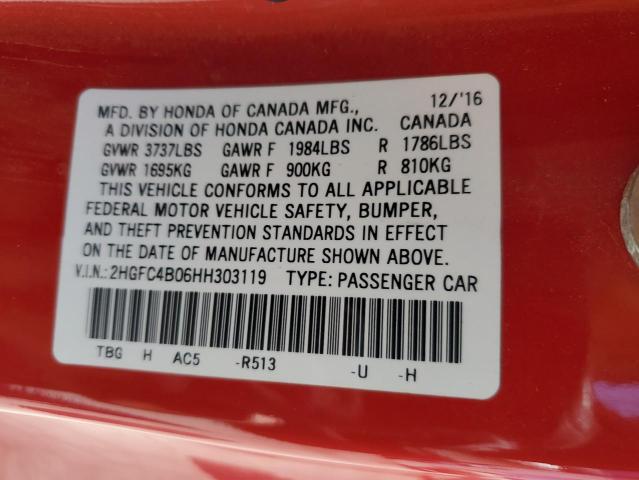 MFD. BY HONDA OF CANADA MFG., 12/'16
A DIVISION OF HONDA CANADA INC. CANADA
GVWR 3737LBS GAWR F 1984LBS R 1786LBS
GVWR 1695KG GAWR F 900KG R 810KG
THIS VEHICLE CONFORMS TO ALL APPLICABLE
FEDERAL MOTOR VEHICLE SAFETY, BUMPER,
AND THEFT PREVENTION STANDARDS IN EFFECT
ON THE DATE OF MANUFACTURE SHOWN ABOVE.
V.I.N.: 2HGFC4B06HH303119 TYPE: PASSENGER CAR
TBG H AC5 -R513 -U -H